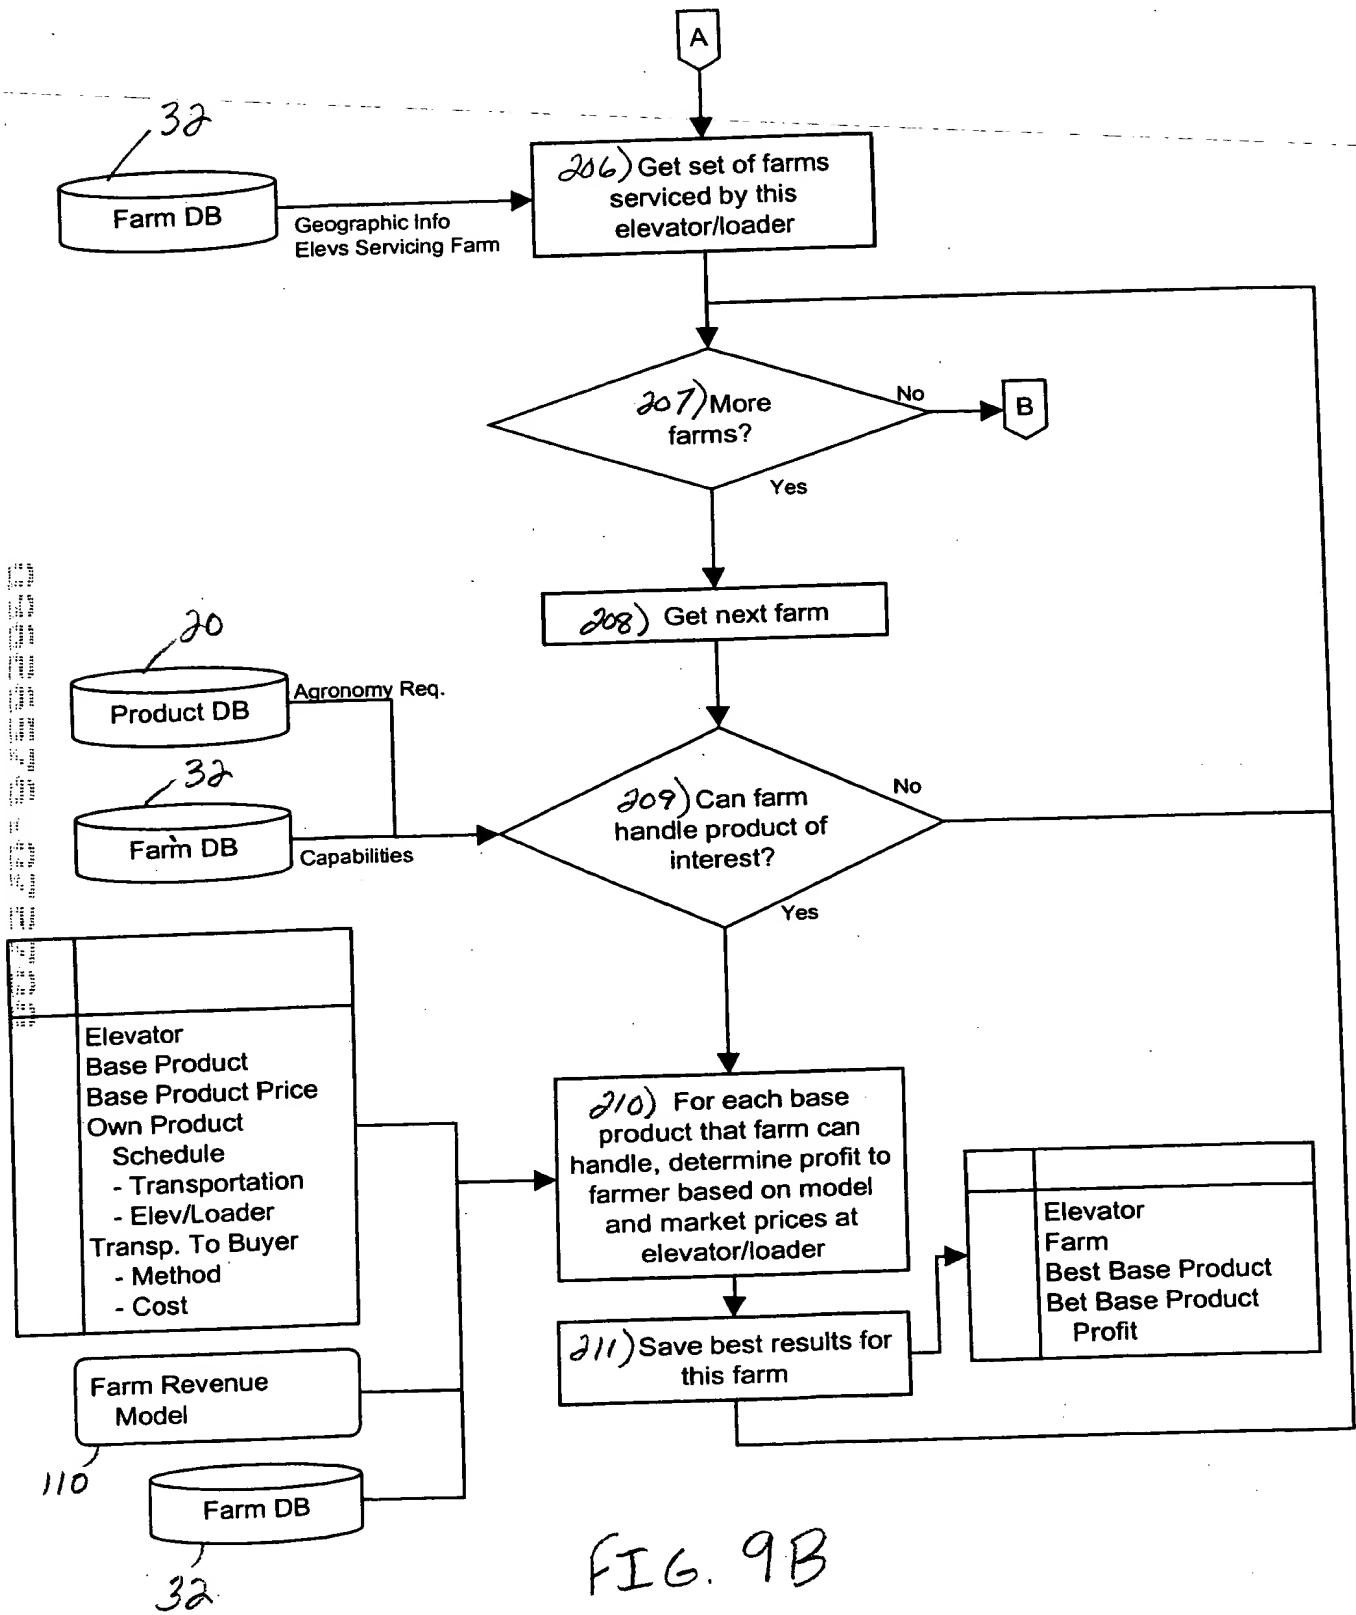 A
32
Farm DB
Geographic Info
Elevs Servicing Farm
206) Get set of farms
serviced by this
elevator/loader
207) More
farms?
No
B
Yes
208) Get next farm
20
Product DB
Agronomy Req.
32
Farm DB
Capabilities
209) Can farm
handle product of
interest?
No
Yes
Elevator
Base Product
Base Product Price
Own Product
Schedule
- Transportation
- Elev/Loader
Transp. To Buyer
- Method
- Cost
210) For each base
product that farm can
handle, determine profit to
farmer based on model
and market prices at
elevator/loader
Elevator
Farm
Best Base Product
Bet Base Product
Profit
211) Save best results for
this farm
Farm Revenue
Model
110
Farm DB
32
FIG. 9B